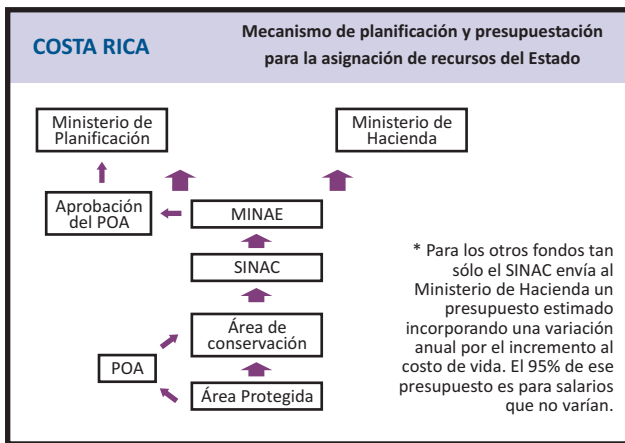 COSTA RICA
Mecanismo de planificación y presupuestación
para la asignación de recursos del Estado
Ministerio de
Planificación
Ministerio de
Hacienda
Aprobación
del POA
MINAE
SINAC
Área de
conservación
POA
Área Protegida
* Para los otros fondos tan
sólo el SINAC envía al
Ministerio de Hacienda un
presupuesto estimado
incorporando una variación
anual por el incremento al
costo de vida. El 95% de ese
presupuesto es para salarios
que no varían.